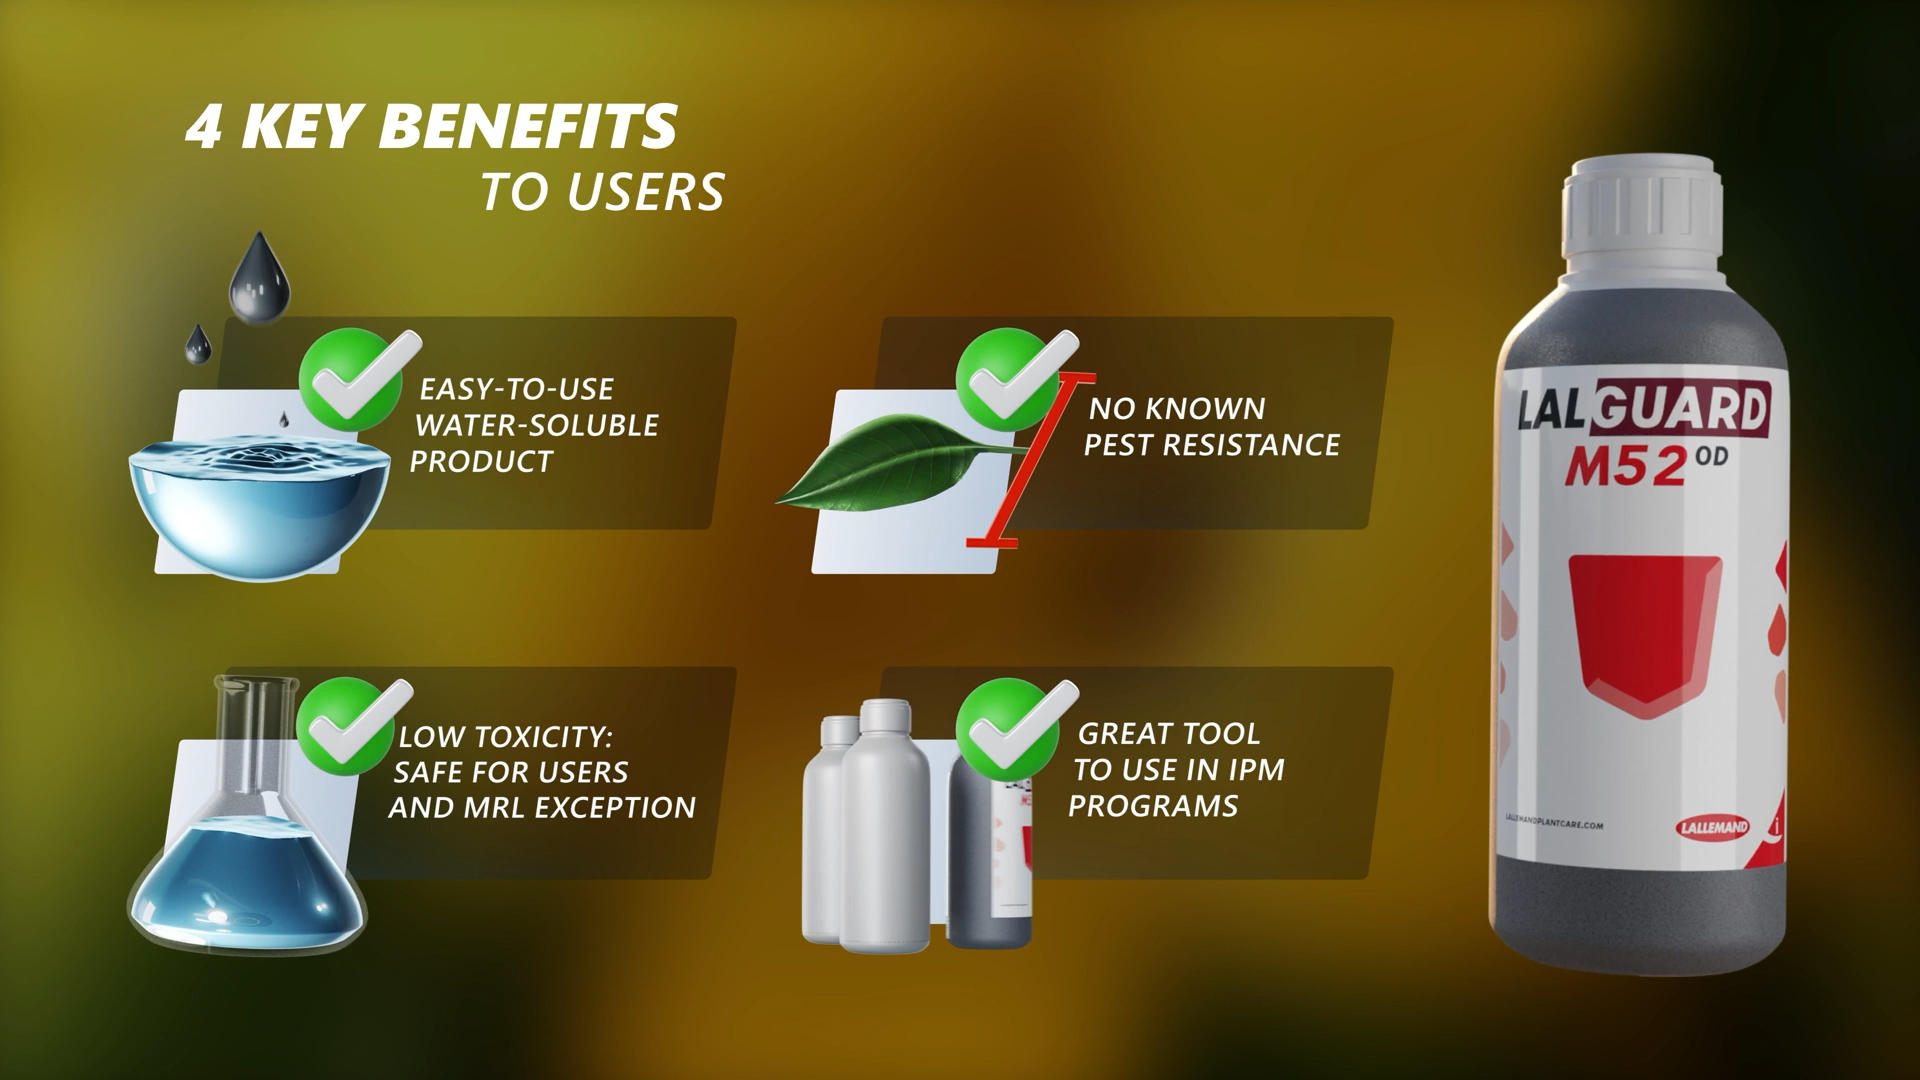 4 KEY BENEFITS
TO USERS
EASY-TO-USE
WATER-SOLUBLE
PRODUCT
NO KNOWN
PEST RESISTANCE
LOW TOXICITY:
SAFE FOR USERS
AND MRL EXCEPTION
GREAT TOOL
TO USE IN IPM
PROGRAMS
LALGUARD
M52 OD
LALLEMANDPLANTCARE.COM
LALLEMAND